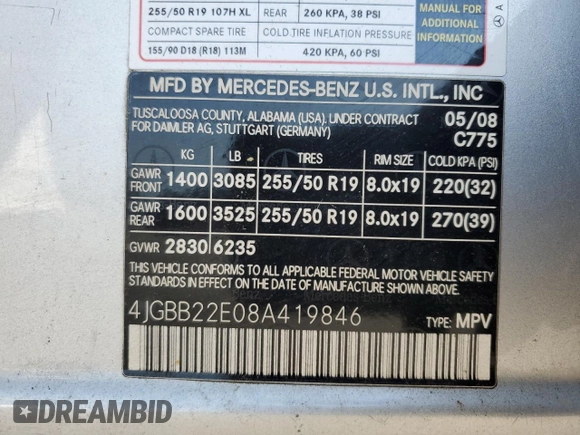 255/50 R19 107H XL REAR 260 KPA, 38 PSI
COMPACT SPARE TIRE COLD TIRE INFLATION PRESSURE
155/90 D18 (R18) 113M 420 KPA, 60 PSI
MANUAL FOR
ADDITIONAL
INFORMATION
A
MFD BY MERCEDES-BENZ U.S. INTL., INC
TUSCALOOSA COUNTY, ALABAMA (USA). UNDER CONTRACT
FOR DAIMLER AG, STUTTGART (GERMANY)
05/08
C775
KG LB TIRES RIM SIZE COLD KPA (PSI)
GAWR FRONT 1400 3085 255/50 R19 8.0x19 220(32)
GAWR REAR 1600 3525 255/50 R19 8.0x19 270(39)
GVWR 2830 6235
THIS VEHICLE CONFORMS TO ALL APPLICABLE FEDERAL MOTOR VEHICLE SAFETY
STANDARDS IN EFFECT ON THE DATE OF MANUFACTURE SHOWN ABOVE.
4JGBB22E08A419846 TYPE: MPV
DREAMBID